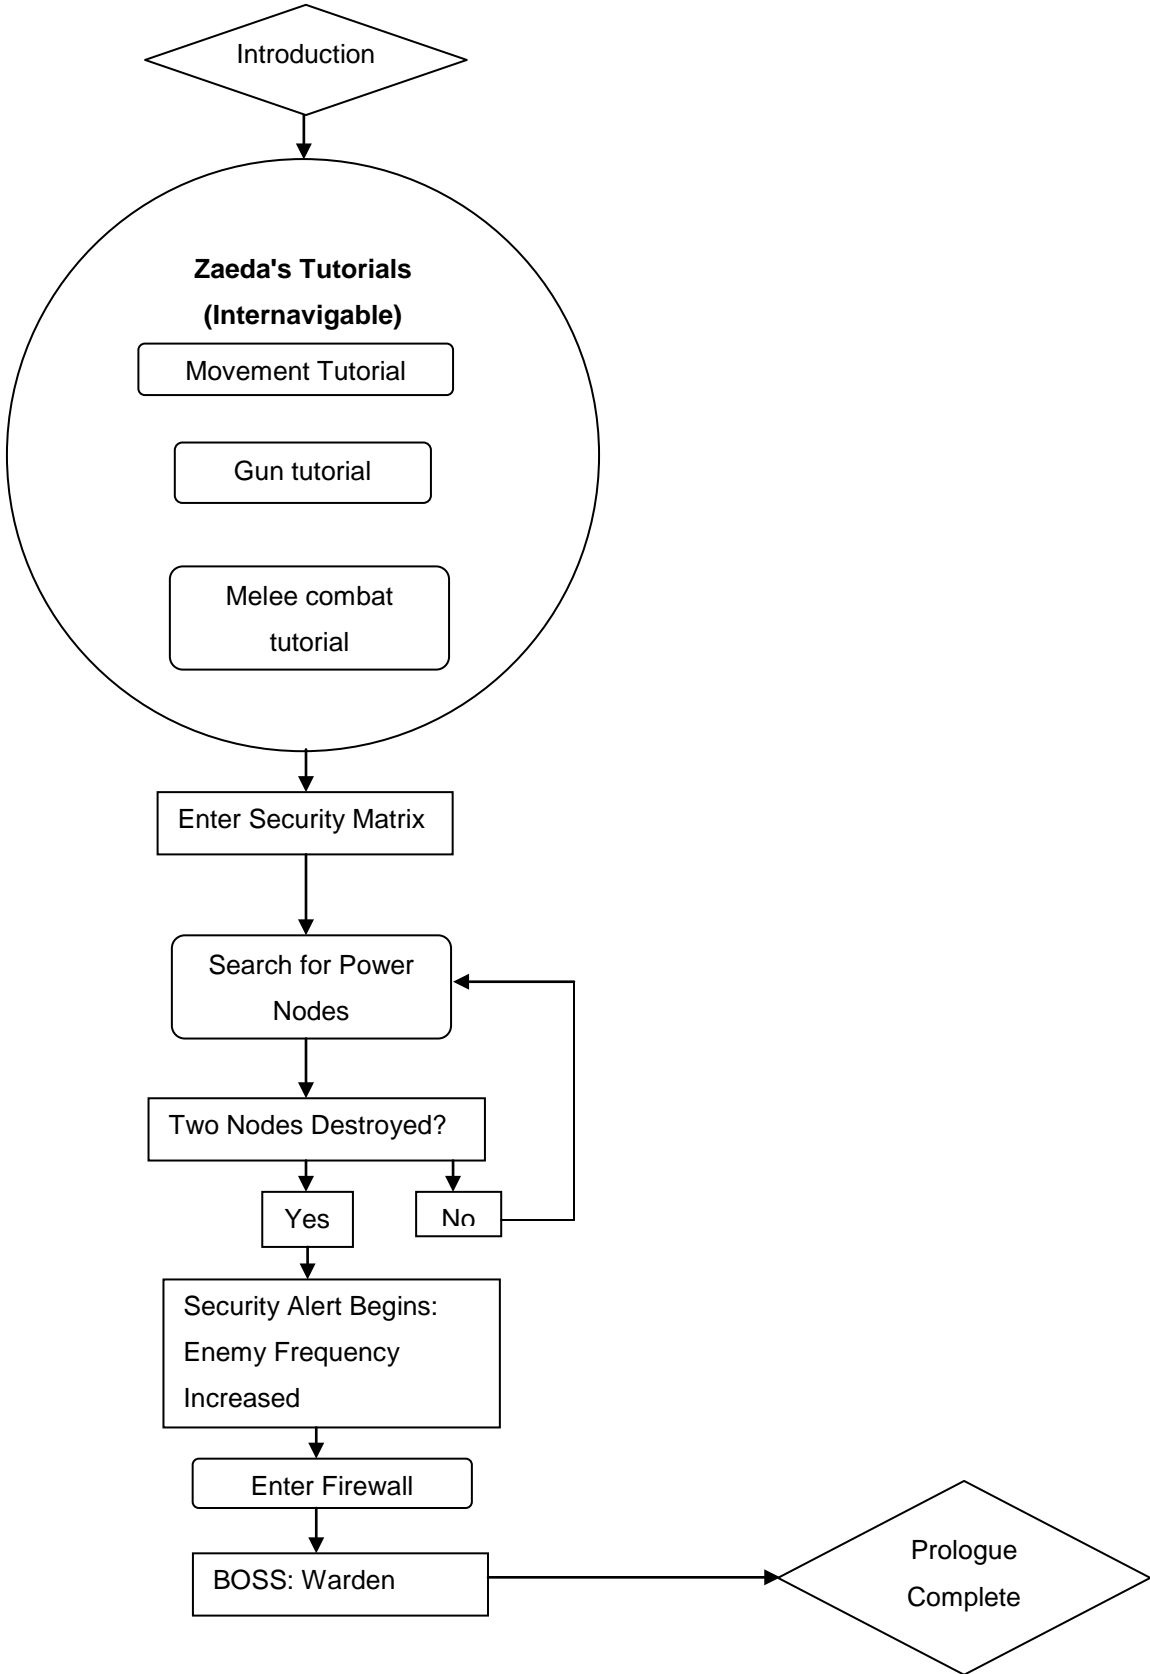 Introduction
Zaeda's Tutorials
(Internavigable)
Movement Tutorial
Gun tutorial
Melee combat
tutorial
Enter Security Matrix
Search for Power
Nodes
Two Nodes Destroyed?
Yes
No
Security Alert Begins:
Enemy Frequency
Increased
Enter Firewall
BOSS: Warden
Prologue
Complete